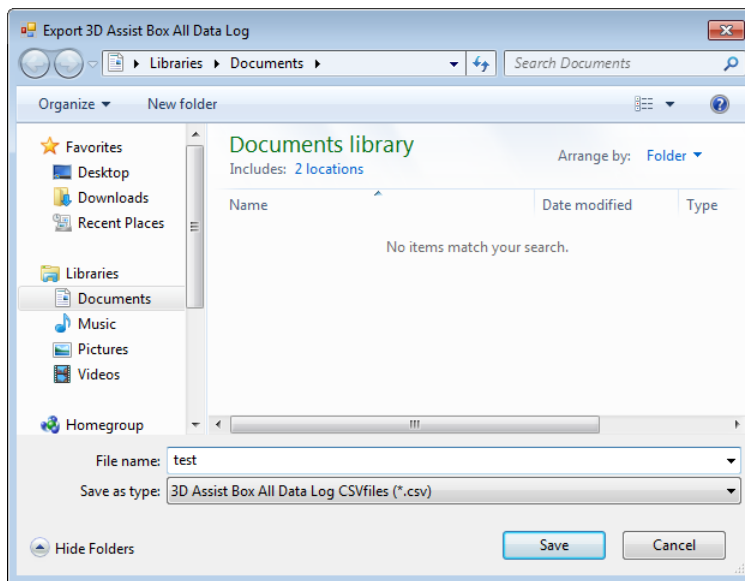 Export 3D Assist Box All Data Log
Libraries Documents
Search Documents
Organize New folder
Favorites
Desktop
Downloads
Recent Places
Libraries
Documents
Music
Pictures
Videos
Homegroup
Documents library
Includes: 2 locations
Arrange by: Folder
Name Date modified Type
No items match your search.
File name: test
Save as type: 3D Assist Box All Data Log CSVfiles (*.csv)
Hide Folders
Save Cancel